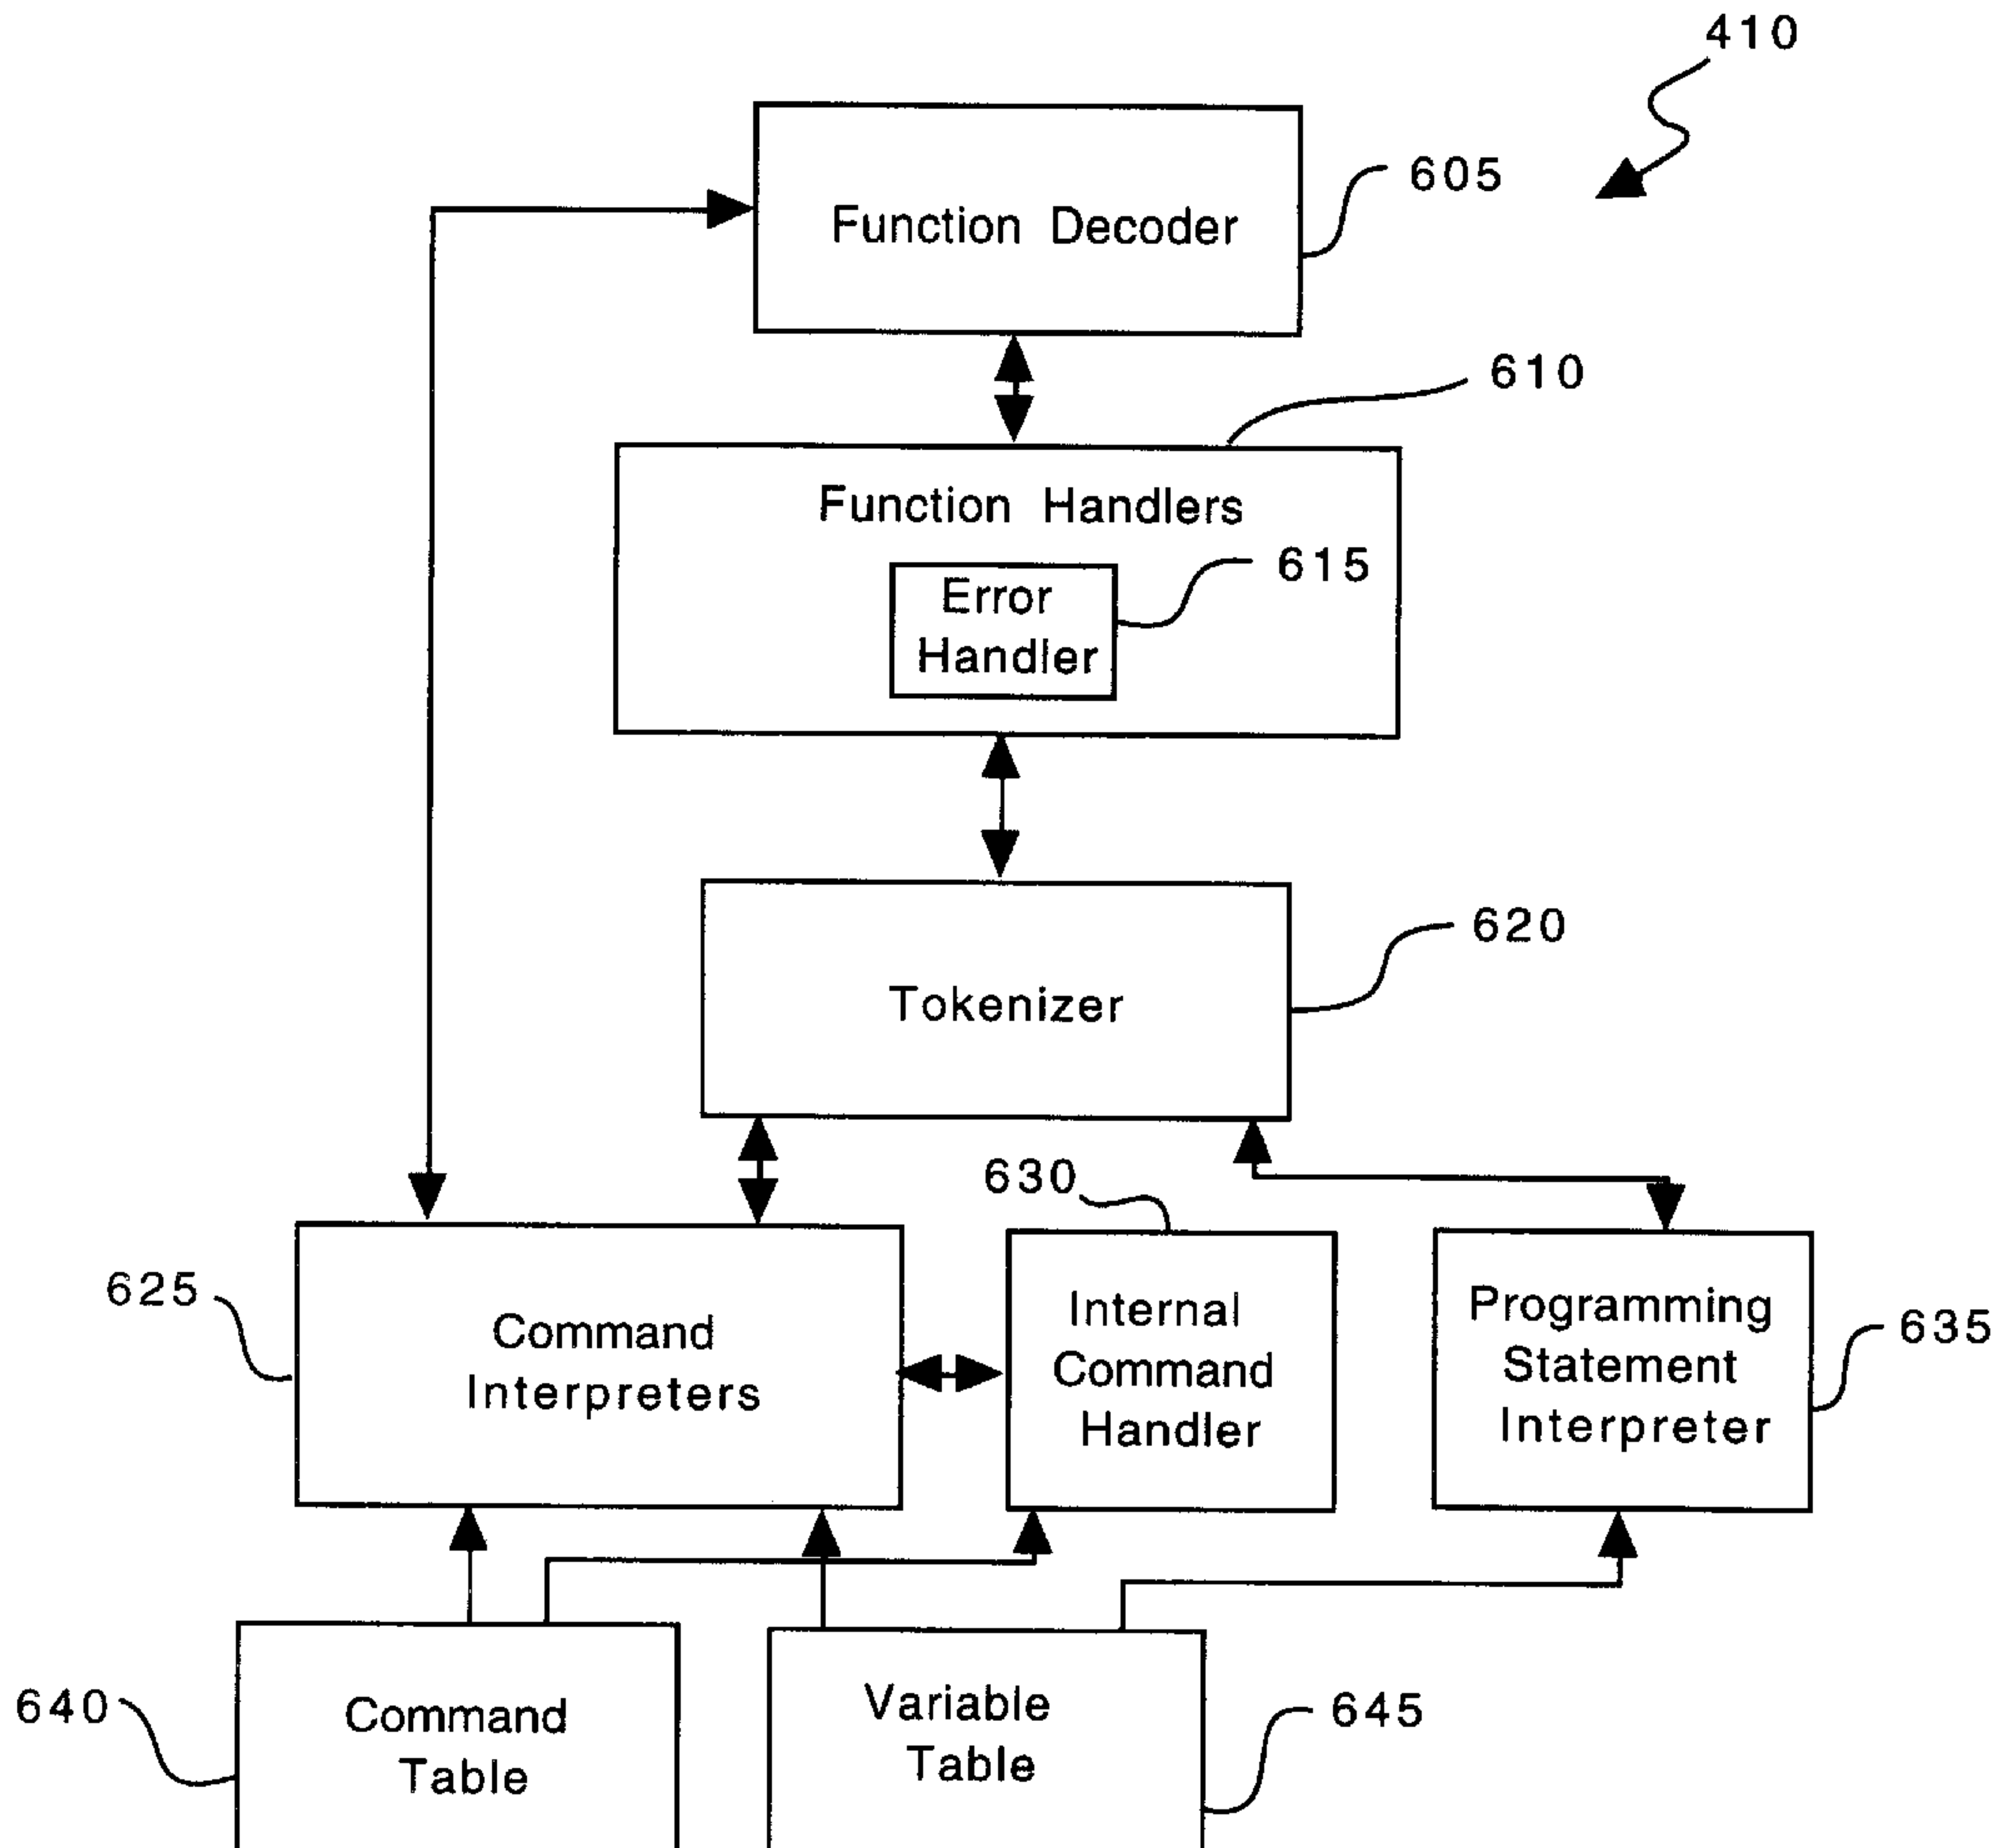 410
605
Function Decoder
610
Function Handlers
615
Error
Handler
620
Tokenizer
630
625
Command
Interpreters
Internal
Command
Handler
Programming
Statement
Interpreter
635
640
Command
Table
Variable
Table
645